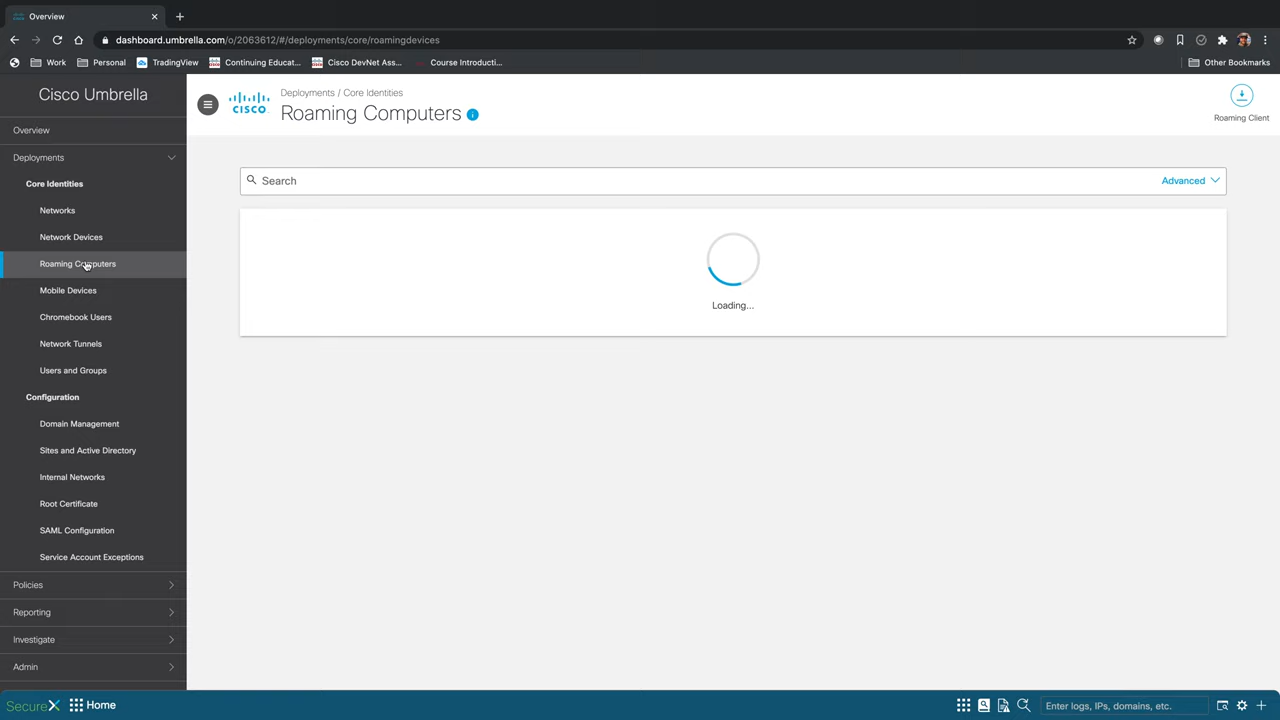 Overview
dashboard.umbrella.com/o/2063612/#/deployments/core/roamingdevices
Work
Personal
TradingView
Continuing Educat...
Cisco DevNet Ass...
Course Introducti...
Other Bookmarks
Cisco Umbrella
Overview
Deployments
Core Identities
Networks
Network Devices
Roaming Computers
Mobile Devices
Chromebook Users
Network Tunnels
Users and Groups
Configuration
Domain Management
Sites and Active Directory
Internal Networks
Root Certificate
SAML Configuration
Service Account Exceptions
Policies
Reporting
Investigate
Admin
CISCO
Deployments / Core Identities
Roaming Computers
Roaming Client
Search
Advanced
Loading...
SecureX
Home
Enter logs, IPs, domains, etc.